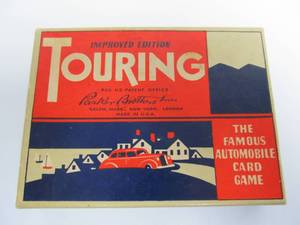 IMPROVED EDITION
TOURING
REG. U.S. PATENT OFFICE
Parker Brothers Inc.
SALEM, MASS. NEW YORK, LONDON
MADE IN U.S.A.
THE
FAMOUS
AUTOMOBILE
CARD
GAME